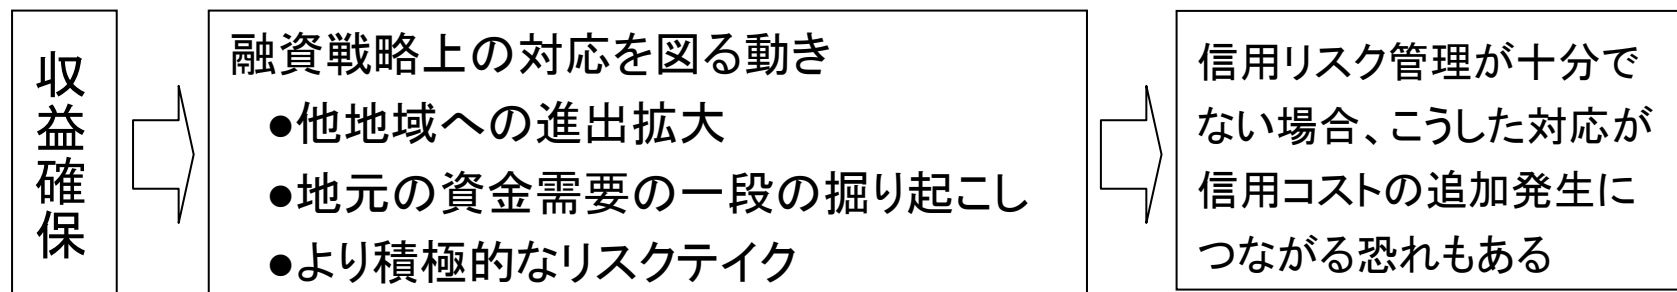 収益確保
融資戦略上の対応を図る動き
●他地域への進出拡大
●地元の資金需要の一段の掘り起こし
●より積極的なリスクテイク
信用リスク管理が十分で
ない場合、こうした対応が
信用コストの追加発生に
つながる恐れもある